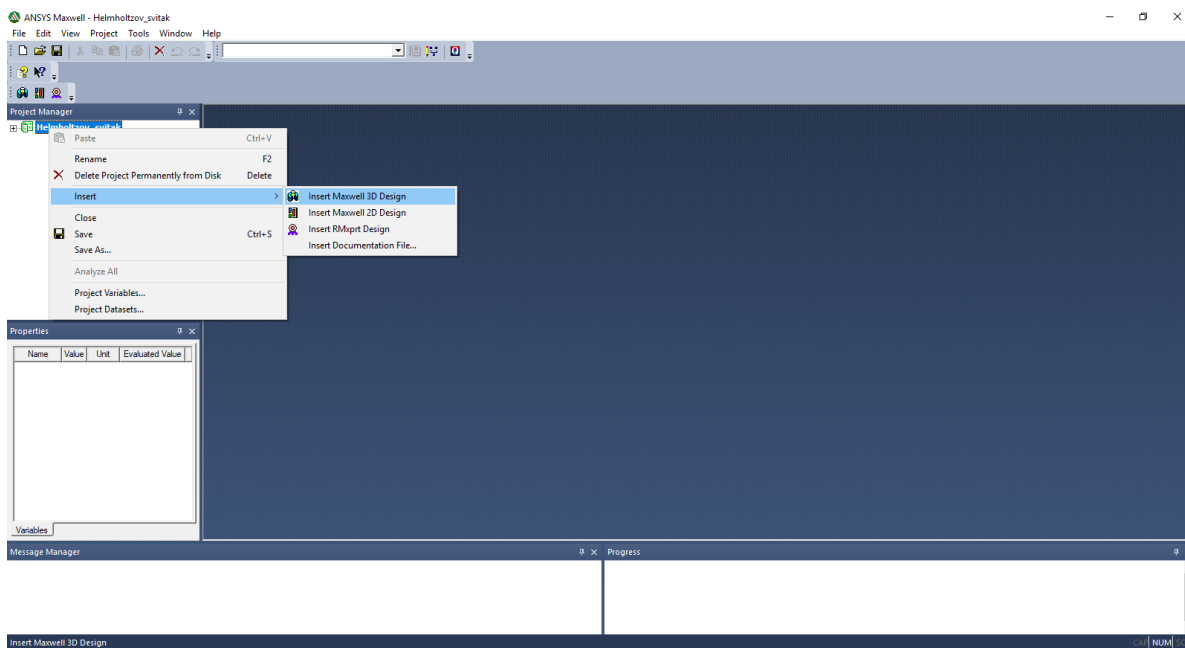 ANSYS Maxwell - Helmholtzov_svitak
File Edit View Project Tools Window Help
Project Manager
Helmholtzov_svitak
Paste Ctrl+V
Rename F2
Delete Project Permanently from Disk Delete
Insert
Insert Maxwell 3D Design
Insert Maxwell 2D Design
Insert RMxprt Design
Insert Documentation File...
Close
Save Ctrl+S
Save As...
Analyze All
Project Variables...
Project Datasets...
Properties
Name Value Unit Evaluated Value
Variables
Message Manager
Progress
Insert Maxwell 3D Design
CAP NUM SC